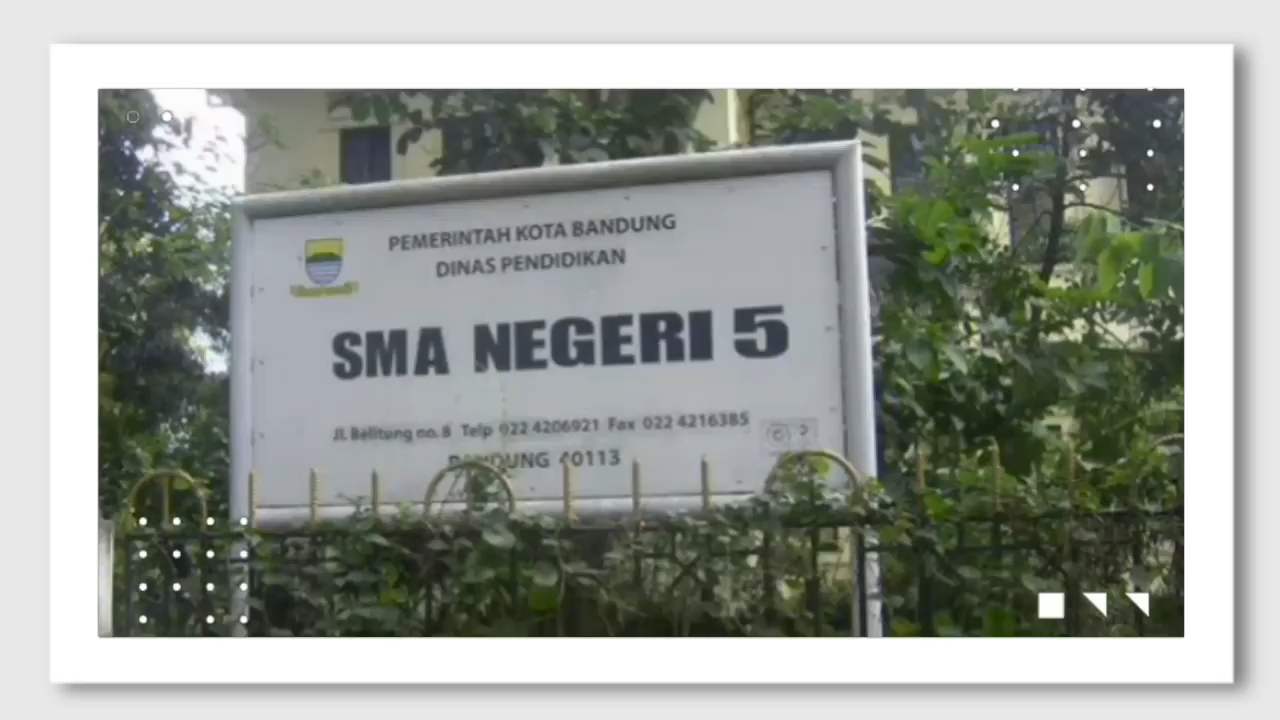 PEMERINTAH KOTA BANDUNG
DINAS PENDIDIKAN
SMA NEGERI 5
Jl. Belitung no. 8 Telp 022 4206921 Fax 022 4216385
BANDUNG 40113